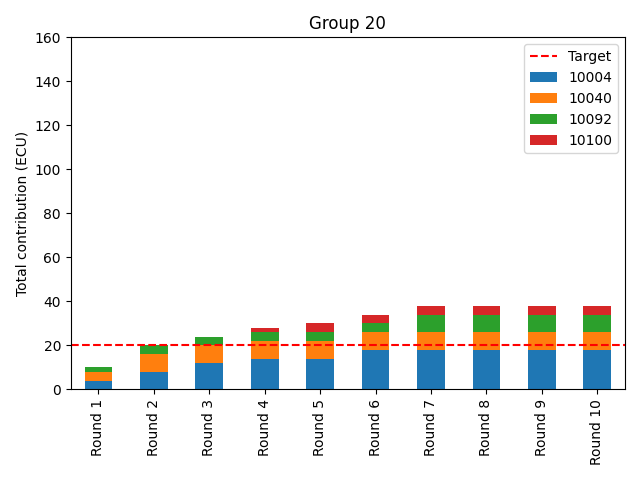 Group 20
Total contribution (ECU)
160
140
120
100
80
60
40
20
0
Target
10004
10040
10092
10100
Round 1
Round 2
Round 3
Round 4
Round 5
Round 6
Round 7
Round 8
Round 9
Round 10